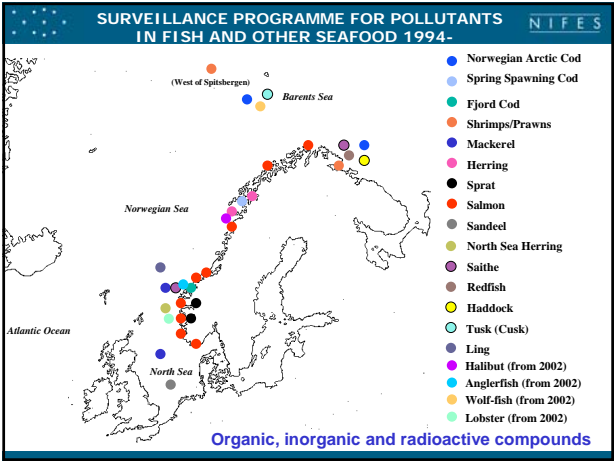 SURVEILLANCE PROGRAMME FOR POLLUTANTS
IN FISH AND OTHER SEAFOOD 1994-
NIFES
(West of Spitsbergen)
Barents Sea
Norwegian Sea
Atlantic Ocean
North Sea
Norwegian Arctic Cod
Spring Spawning Cod
Fjord Cod
Shrimps/Prawns
Mackerel
Herring
Sprat
Salmon
Sandeel
North Sea Herring
Saithe
Redfish
Haddock
Tusk (Cusk)
Ling
Halibut (from 2002)
Anglerfish (from 2002)
Wolf-fish (from 2002)
Lobster (from 2002)
Organic, inorganic and radioactive compounds